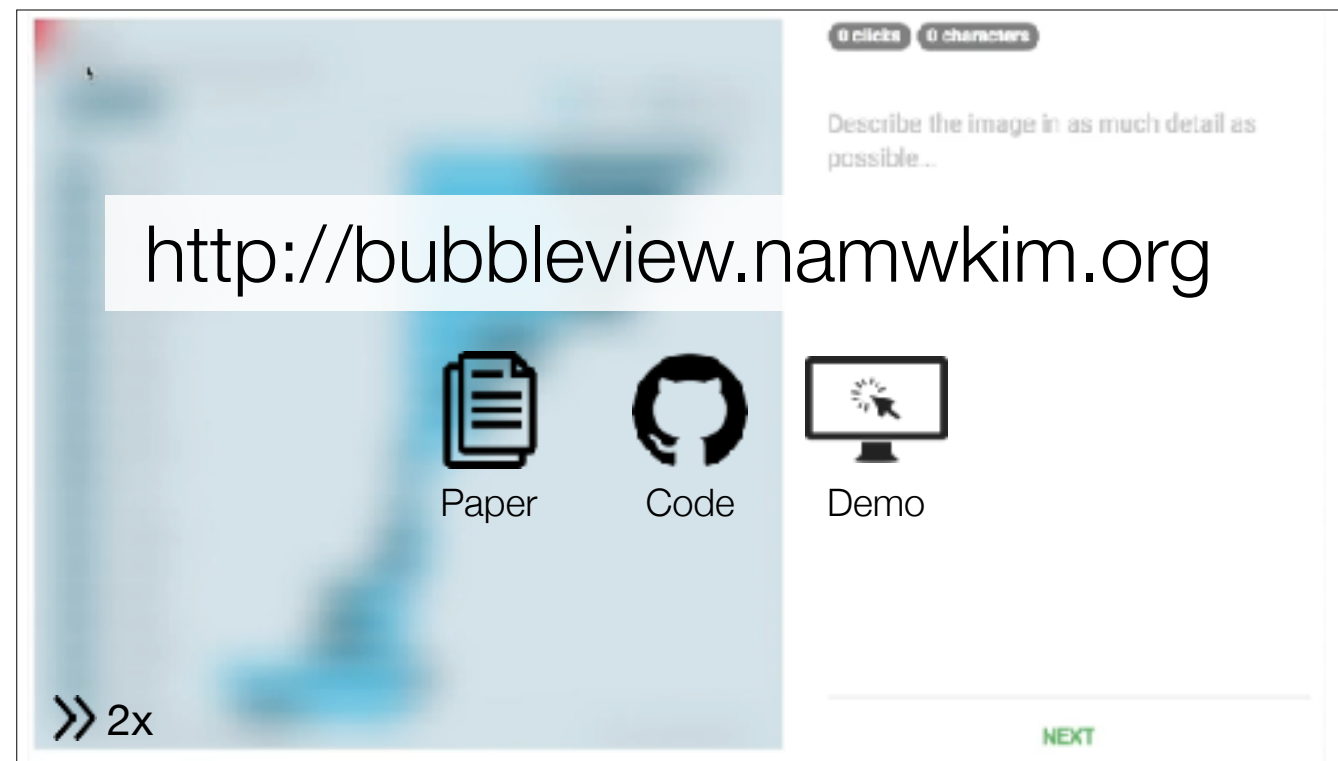 0 clicks 0 characters
Describe the image in as much detail as
possible...
http://bubbleview.namwkim.org
Paper Code Demo
2x
NEXT